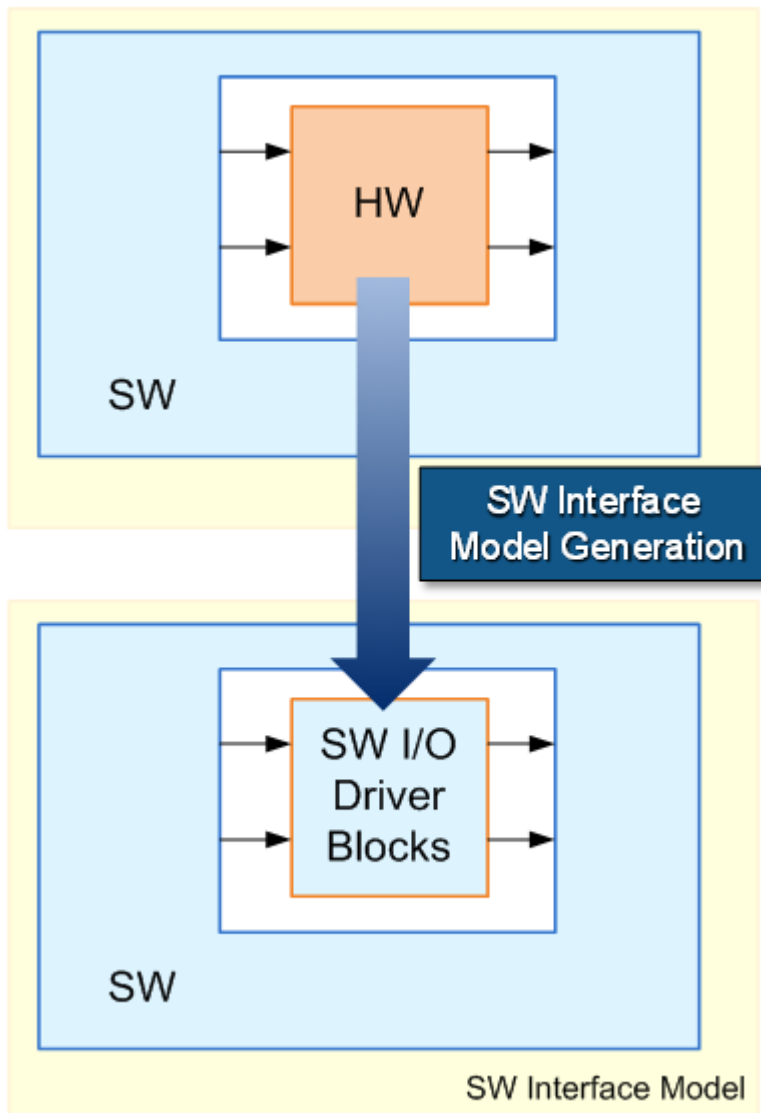 HW
SW
SW Interface
Model Generation
SW I/O
Driver
Blocks
SW
SW Interface Model